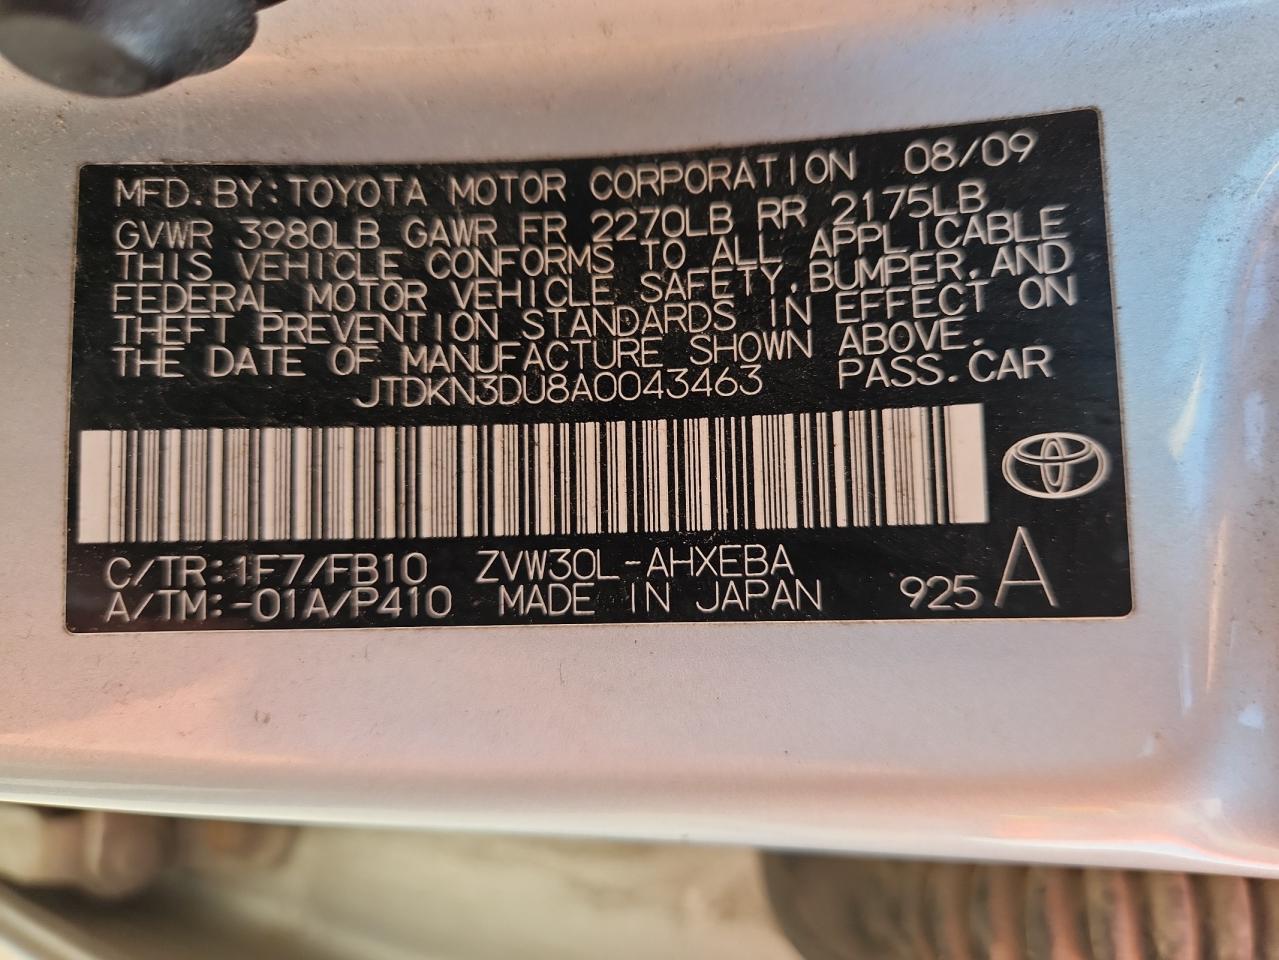 MFD. BY: TOYOTA MOTOR CORPORATION 08/09
GVWR 3980LB GAWR FR 2270LB RR 2175LB
THIS VEHICLE CONFORMS TO ALL APPLICABLE
FEDERAL MOTOR VEHICLE SAFETY, BUMPER, AND
THEFT PREVENTION STANDARDS IN EFFECT ON
THE DATE OF MANUFACTURE SHOWN ABOVE.
JTDKN3DU8A0043463 PASS. CAR
C/TR: 1F7/FB10 ZVW30L-AHXEBA
A/TM: -01A/P410 MADE IN JAPAN 925 A